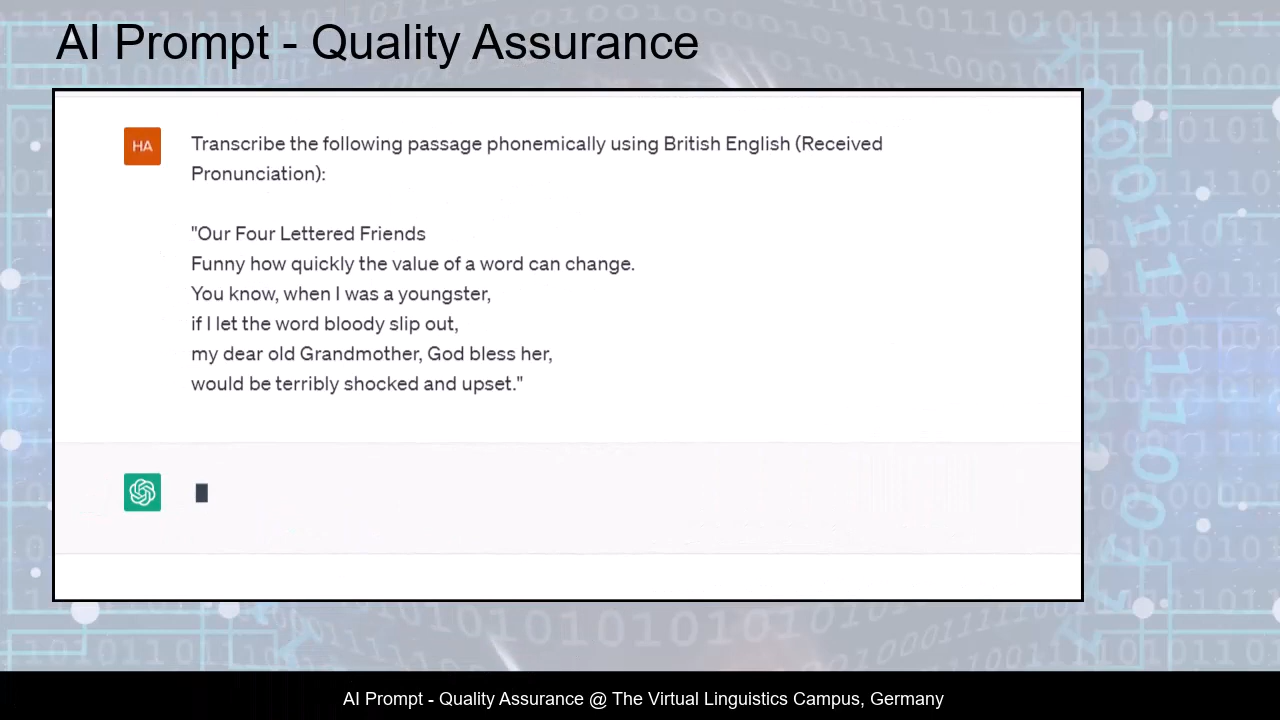 AI Prompt - Quality Assurance
HA
Transcribe the following passage phonemically using British English (Received
Pronunciation):
"Our Four Lettered Friends
Funny how quickly the value of a word can change.
You know, when I was a youngster,
if I let the word bloody slip out,
my dear old Grandmother, God bless her,
would be terribly shocked and upset."
AI Prompt - Quality Assurance @ The Virtual Linguistics Campus, Germany